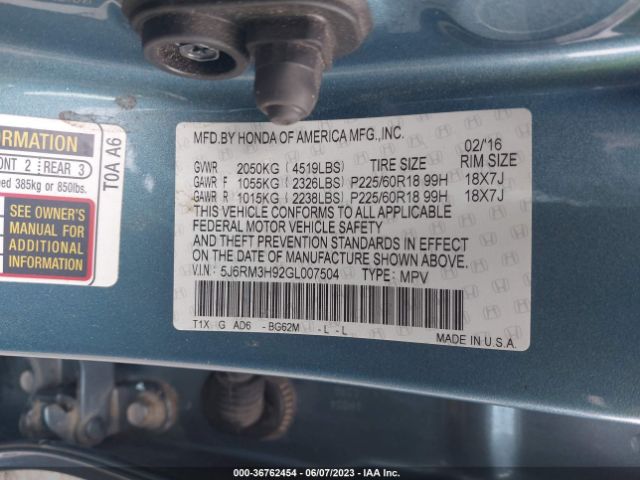 ORMATION
ONT 2 REAR 3
ed 385kg or 850lbs.
SEE OWNER'S
MANUAL FOR
ADDITIONAL
INFORMATION
T0A A6
MFD.BY HONDA OF AMERICA MFG.,INC.
02/'16
GVWR 2050KG (4519LBS) TIRE SIZE RIM SIZE
GAWR F 1055KG (2326LBS) P225/60R18 99H 18X7J
GAWR R 1015KG (2238LBS) P225/60R18 99H 18X7J
THIS VEHICLE CONFORMS TO ALL APPLICABLE
FEDERAL MOTOR VEHICLE SAFETY
AND THEFT PREVENTION STANDARDS IN EFFECT
ON THE DATE OF MANUFACTURE SHOWN ABOVE.
V.I.N.: 5J6RM3H92GL007504 TYPE: MPV
T1X G AD6 -BG62M -L -L
MADE IN U.S.A.
000-36762454 - 06/07/2023 - IAA Inc.